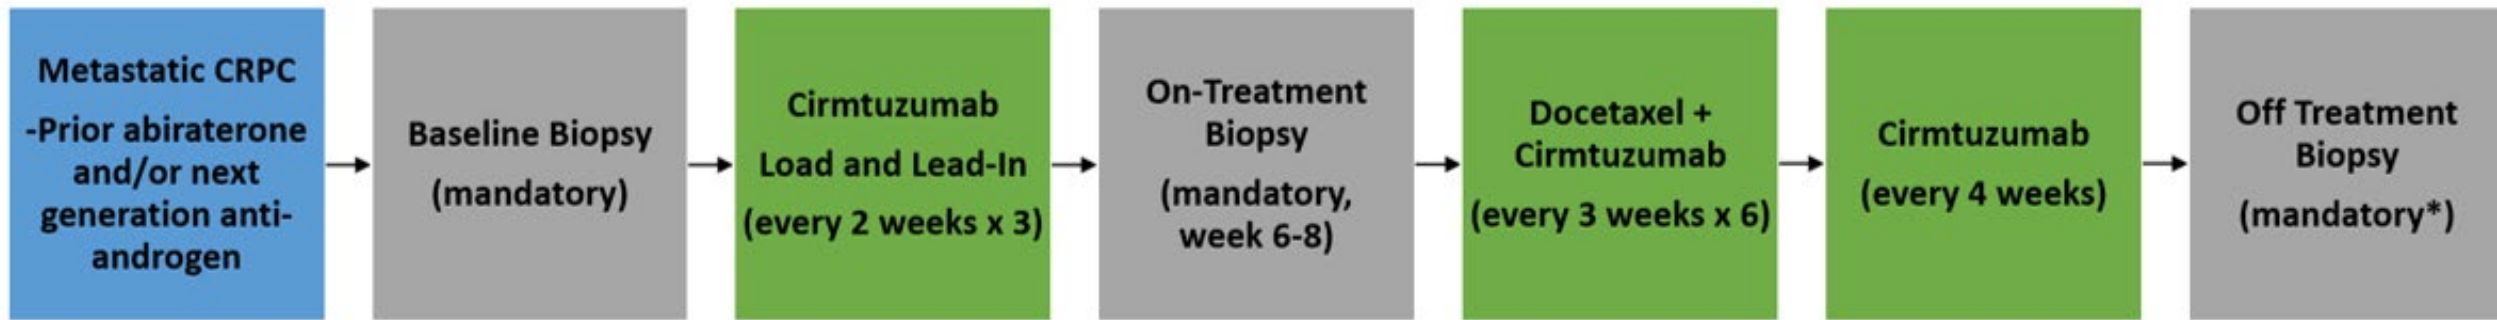 Metastatic CRPC
-Prior abiraterone
and/or next
generation anti-
androgen
Baseline Biopsy
(mandatory)
Cirmtuzumab
Load and Lead-In
(every 2 weeks x 3)
On-Treatment
Biopsy
(mandatory,
week 6-8)
Docetaxel +
Cirmtuzumab
(every 3 weeks x 6)
Cirmtuzumab
(every 4 weeks)
Off Treatment
Biopsy
(mandatory*)